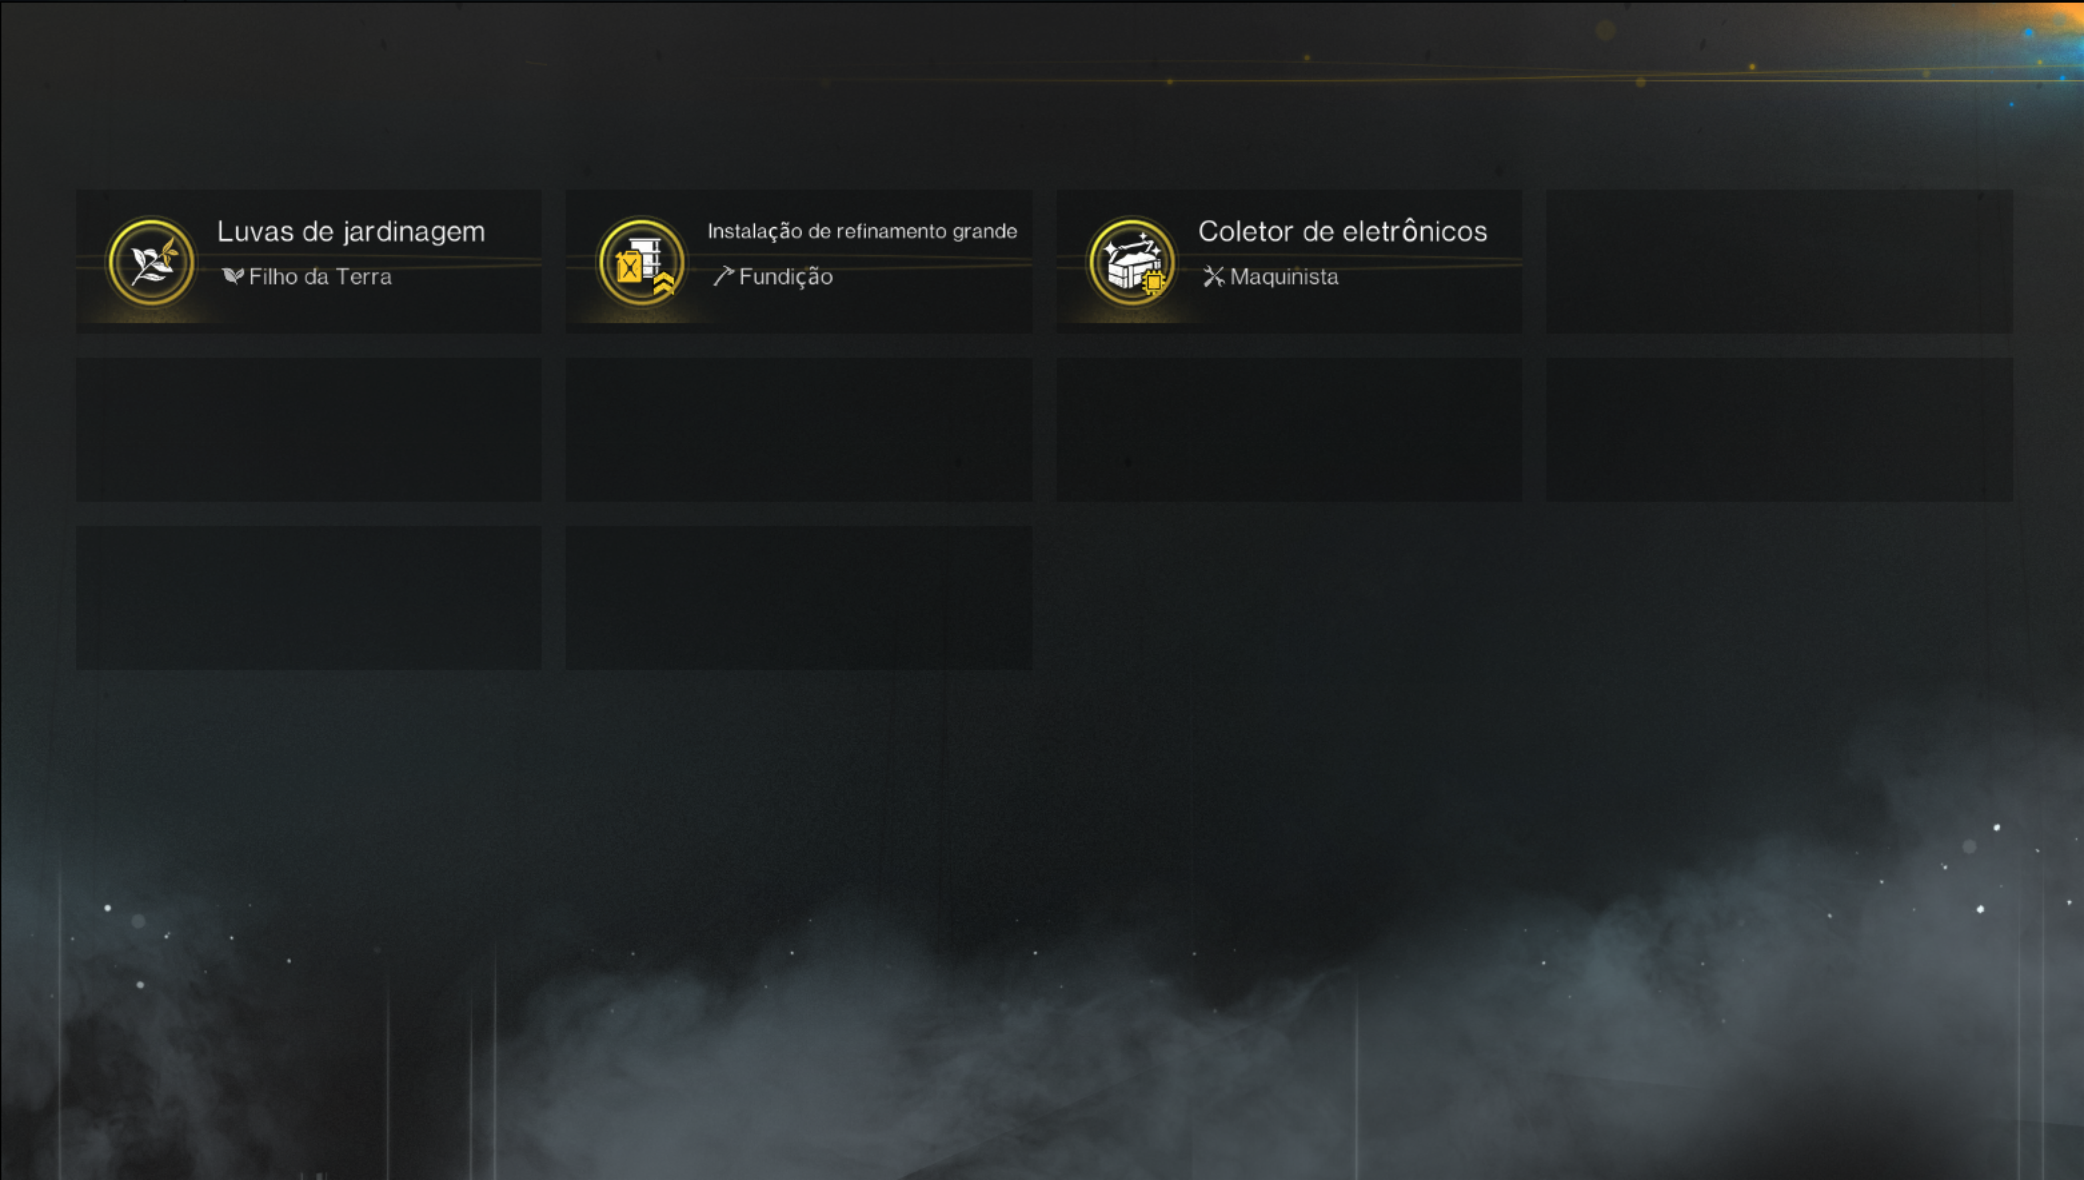 Luvas de jardinagem
Filho da Terra
Instalação de refinamento grande
Fundição
Coletor de eletrônicos
Maquinista